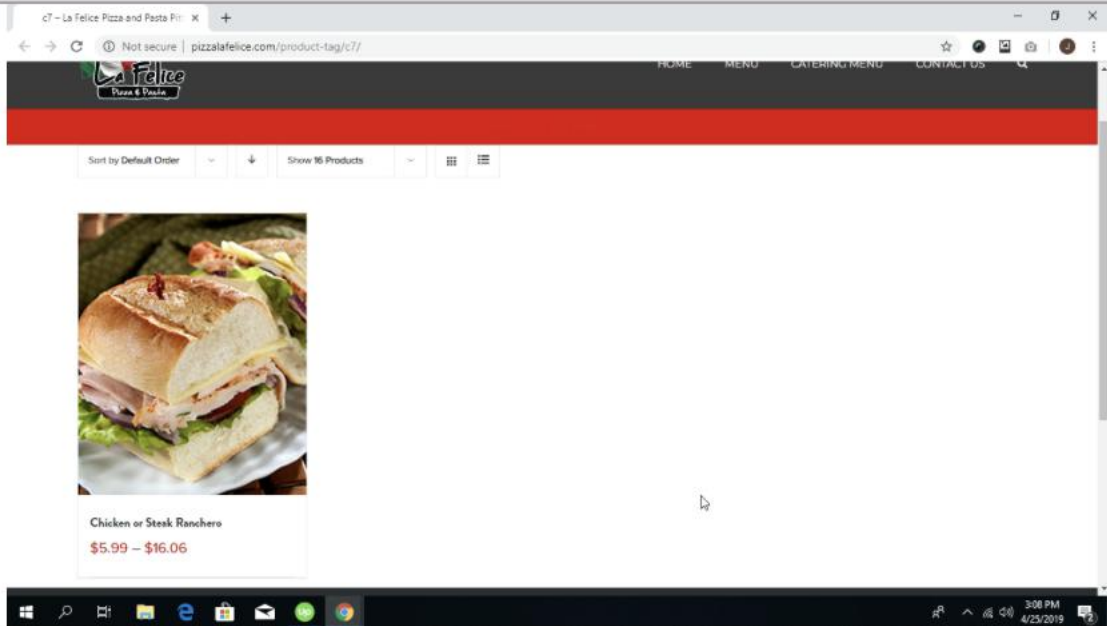 c7 – La Felice Pizza and Pasta Pi
Not secure | pizzalafelice.com/product-tag/c7/
La Felice
Pizza & Pasta
HOME MENU CATERING MENU CONTACT US
Sort by Default Order
Show 16 Products
Chicken or Steak Ranchero
$5.99 – $16.06
Up
3:08 PM
4/25/2019
2
J